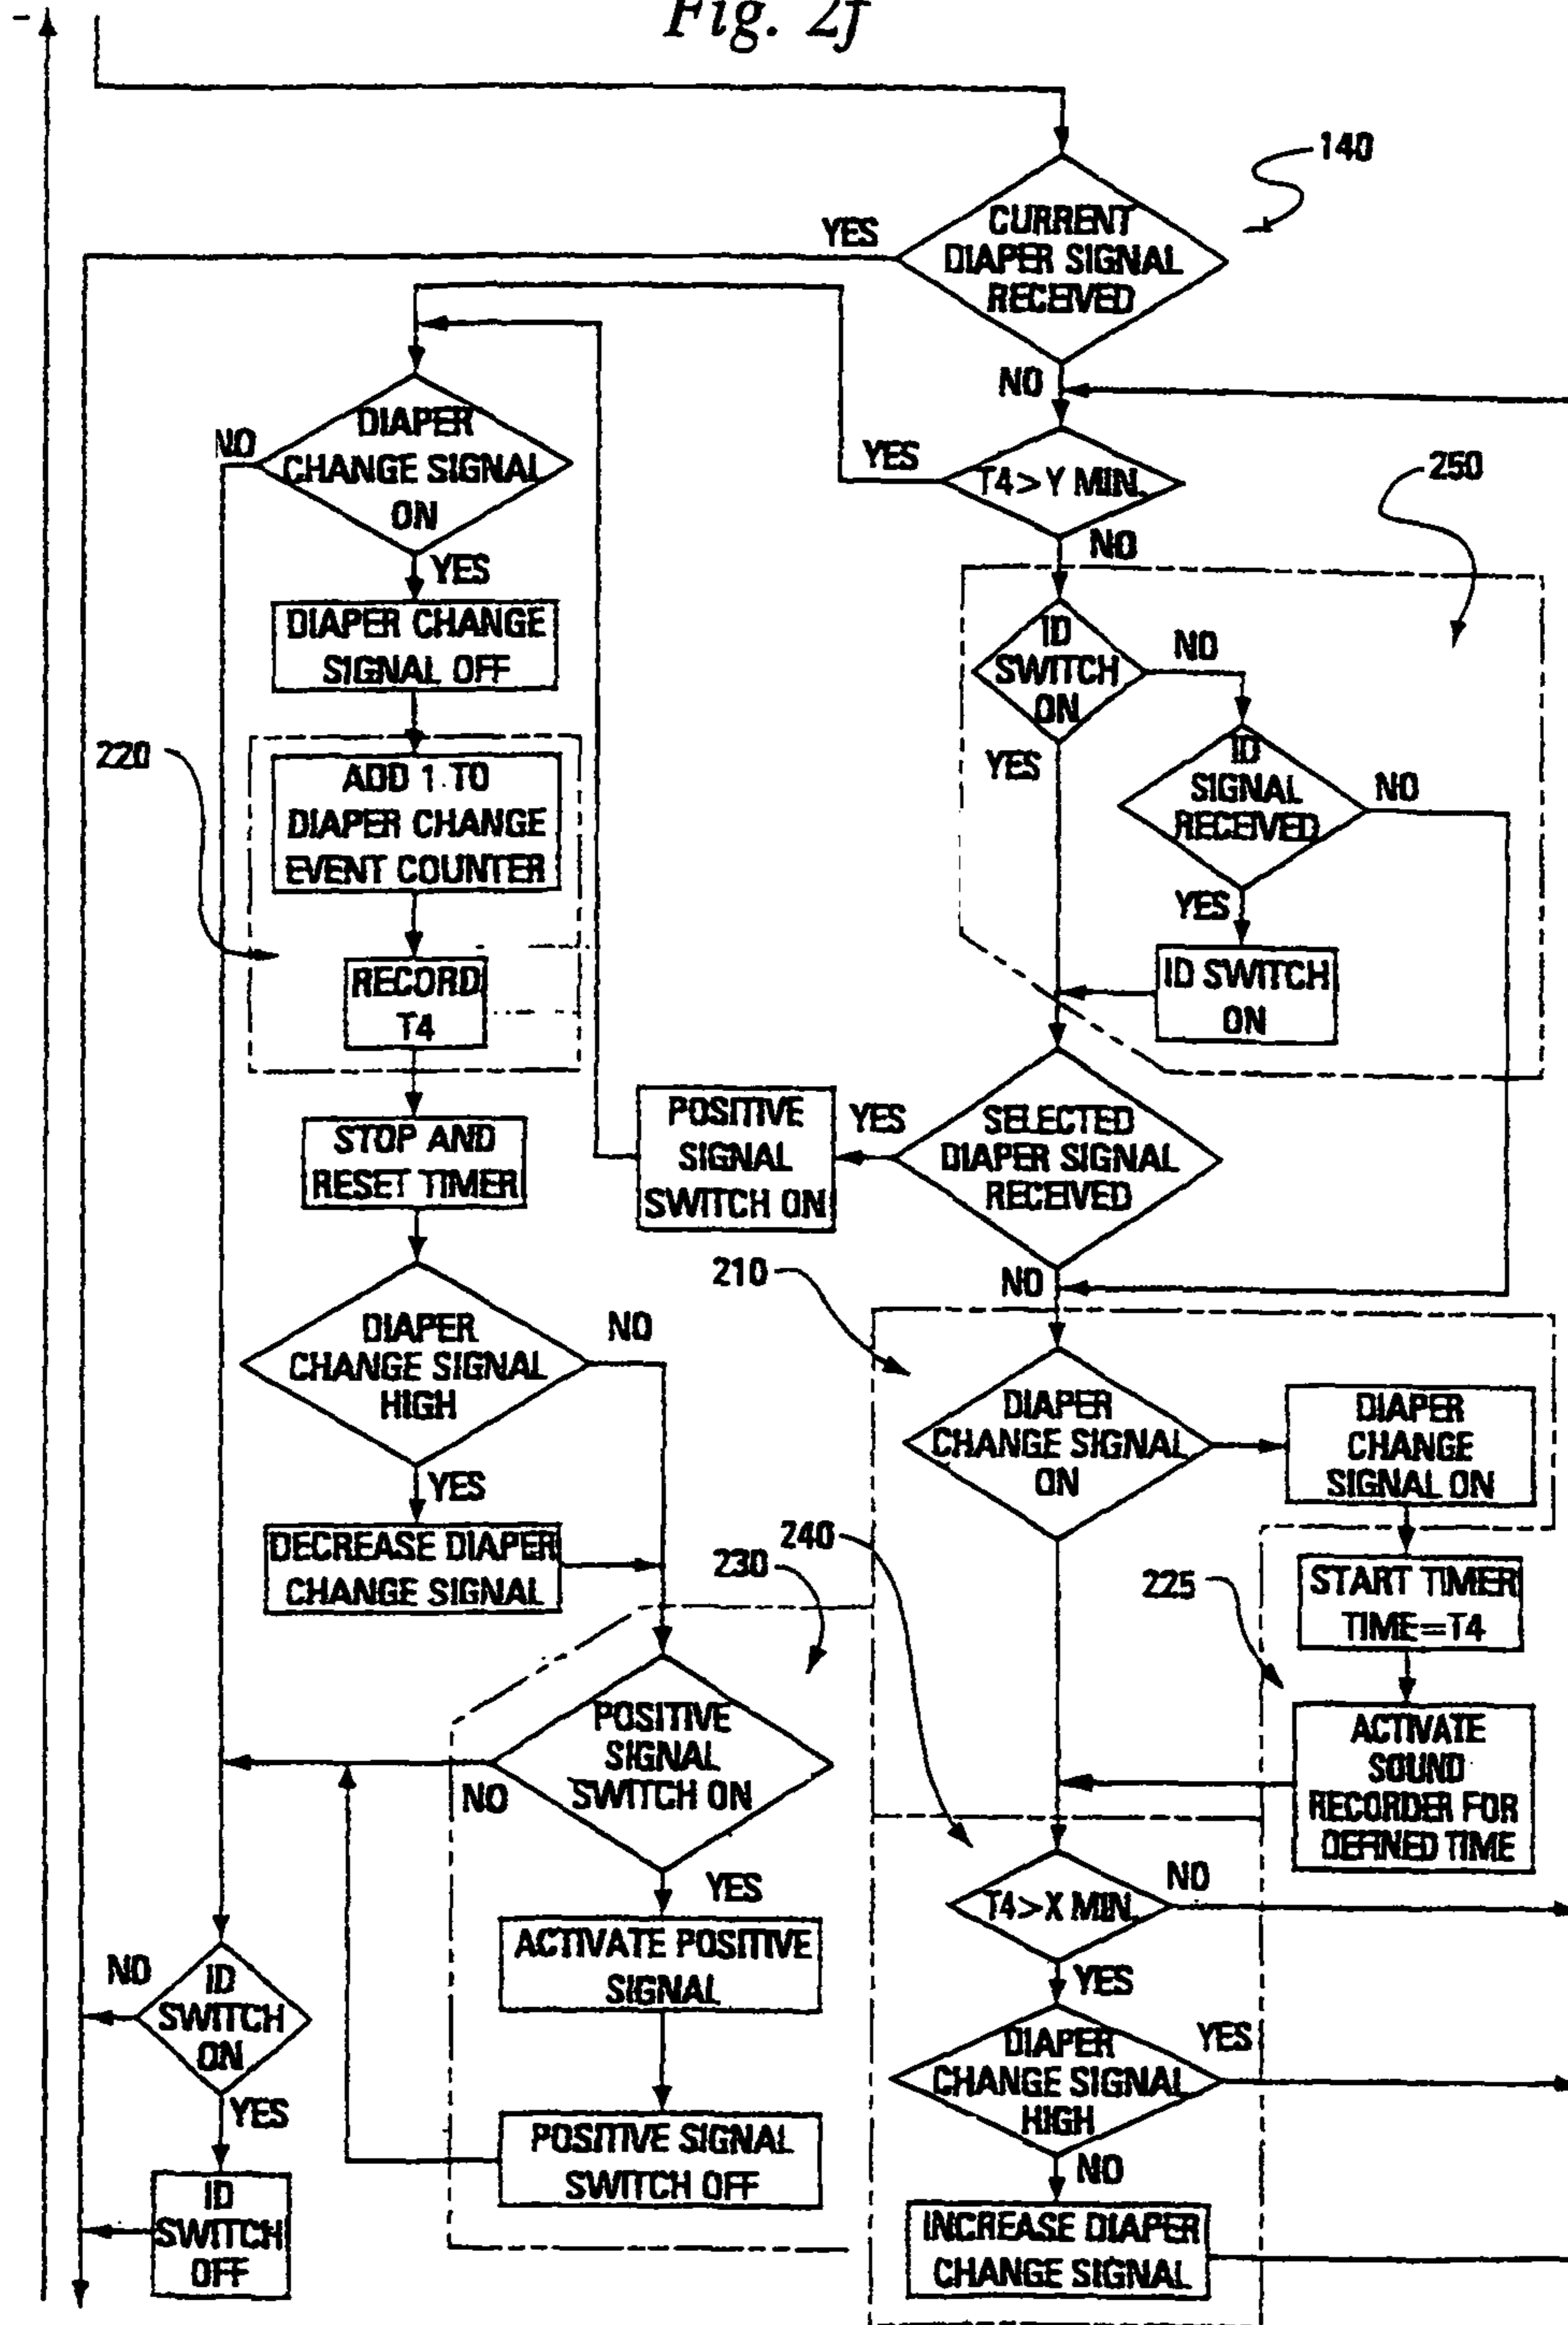 Fig. 2f
140
CURRENT
DIAPER SIGNAL
RECEIVED
YES
NO
T4>Y MIN.
YES
NO
250
DIAPER
CHANGE SIGNAL
ON
NO
YES
DIAPER CHANGE
SIGNAL OFF
220
ADD 1 TO
DIAPER CHANGE
EVENT COUNTER
RECORD
T4
STOP AND
RESET TIMER
DIAPER
CHANGE SIGNAL
HIGH
NO
YES
DECREASE DIAPER
CHANGE SIGNAL
ID
SWITCH
ON
NO
YES
ID
SIGNAL
RECEIVED
NO
YES
ID SWITCH
ON
SELECTED
DIAPER SIGNAL
RECEIVED
YES
POSITIVE
SIGNAL
SWITCH ON
NO
210
DIAPER
CHANGE SIGNAL
ON
DIAPER
CHANGE
SIGNAL ON
240
230
225
START TIMER
TIME=T4
ACTIVATE
SOUND
RECORDER FOR
DEFINED TIME
POSITIVE
SIGNAL
SWITCH ON
NO
YES
ACTIVATE POSITIVE
SIGNAL
POSITIVE SIGNAL
SWITCH OFF
T4>X MIN.
NO
YES
DIAPER
CHANGE SIGNAL
HIGH
YES
NO
INCREASE DIAPER
CHANGE SIGNAL
ID
SWITCH
ON
NO
YES
ID
SWITCH
OFF